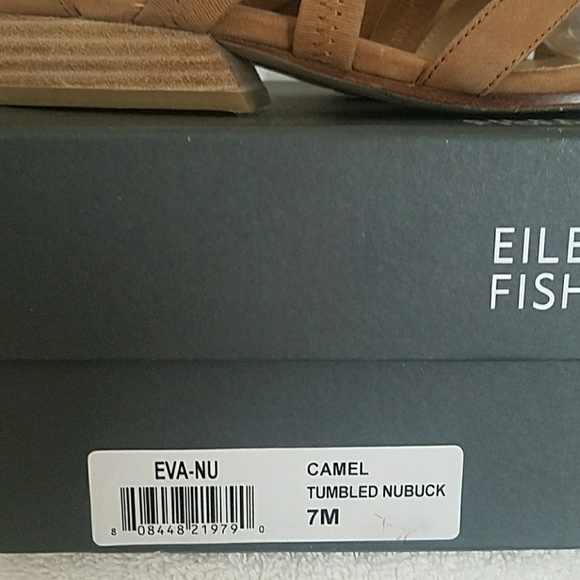 EILE
FISH
EVA-NU
CAMEL
TUMBLED NUBUCK
7M
8 08448 21979 0